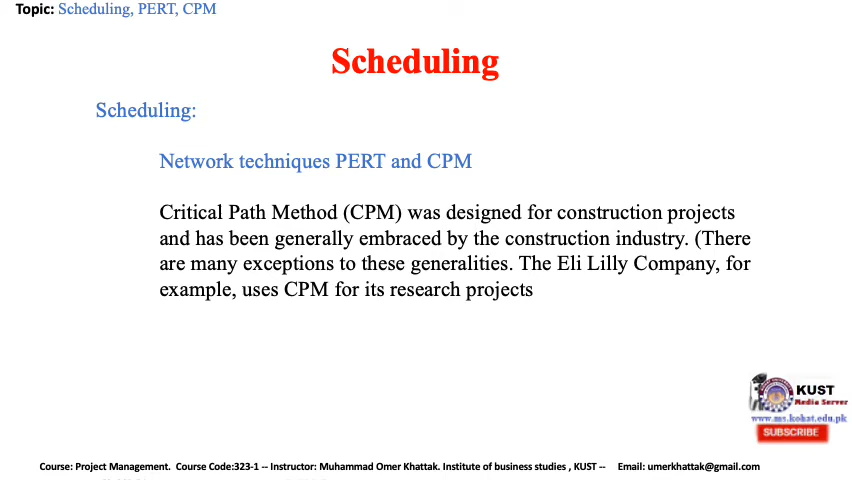 Topic: Scheduling, PERT, CPM
Scheduling
Scheduling:
Network techniques PERT and CPM
Critical Path Method (CPM) was designed for construction projects
and has been generally embraced by the construction industry. (There
are many exceptions to these generalities. The Eli Lilly Company, for
example, uses CPM for its research projects
KUST
Media Server
www.ms.kohat.edu.pk
SUBSCRIBE
Course: Project Management. Course Code:323-1 -- Instructor: Muhammad Omer Khattak. Institute of business studies , KUST -- Email: umerkhattak@gmail.com